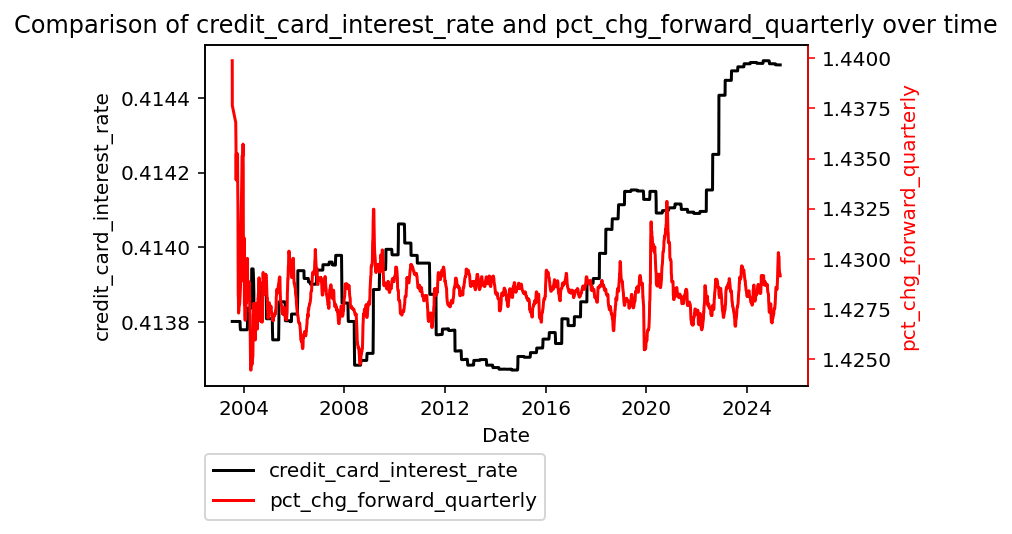 Comparison of credit_card_interest_rate and pct_chg_forward_quarterly over time
credit_card_interest_rate
0.4144
0.4142
0.4140
0.4138
1.4400
1.4375
1.4350
1.4325
1.4300
1.4275
1.4250
pct_chg_forward_quarterly
2004 2008 2012 2016 2020 2024
Date
credit_card_interest_rate
pct_chg_forward_quarterly